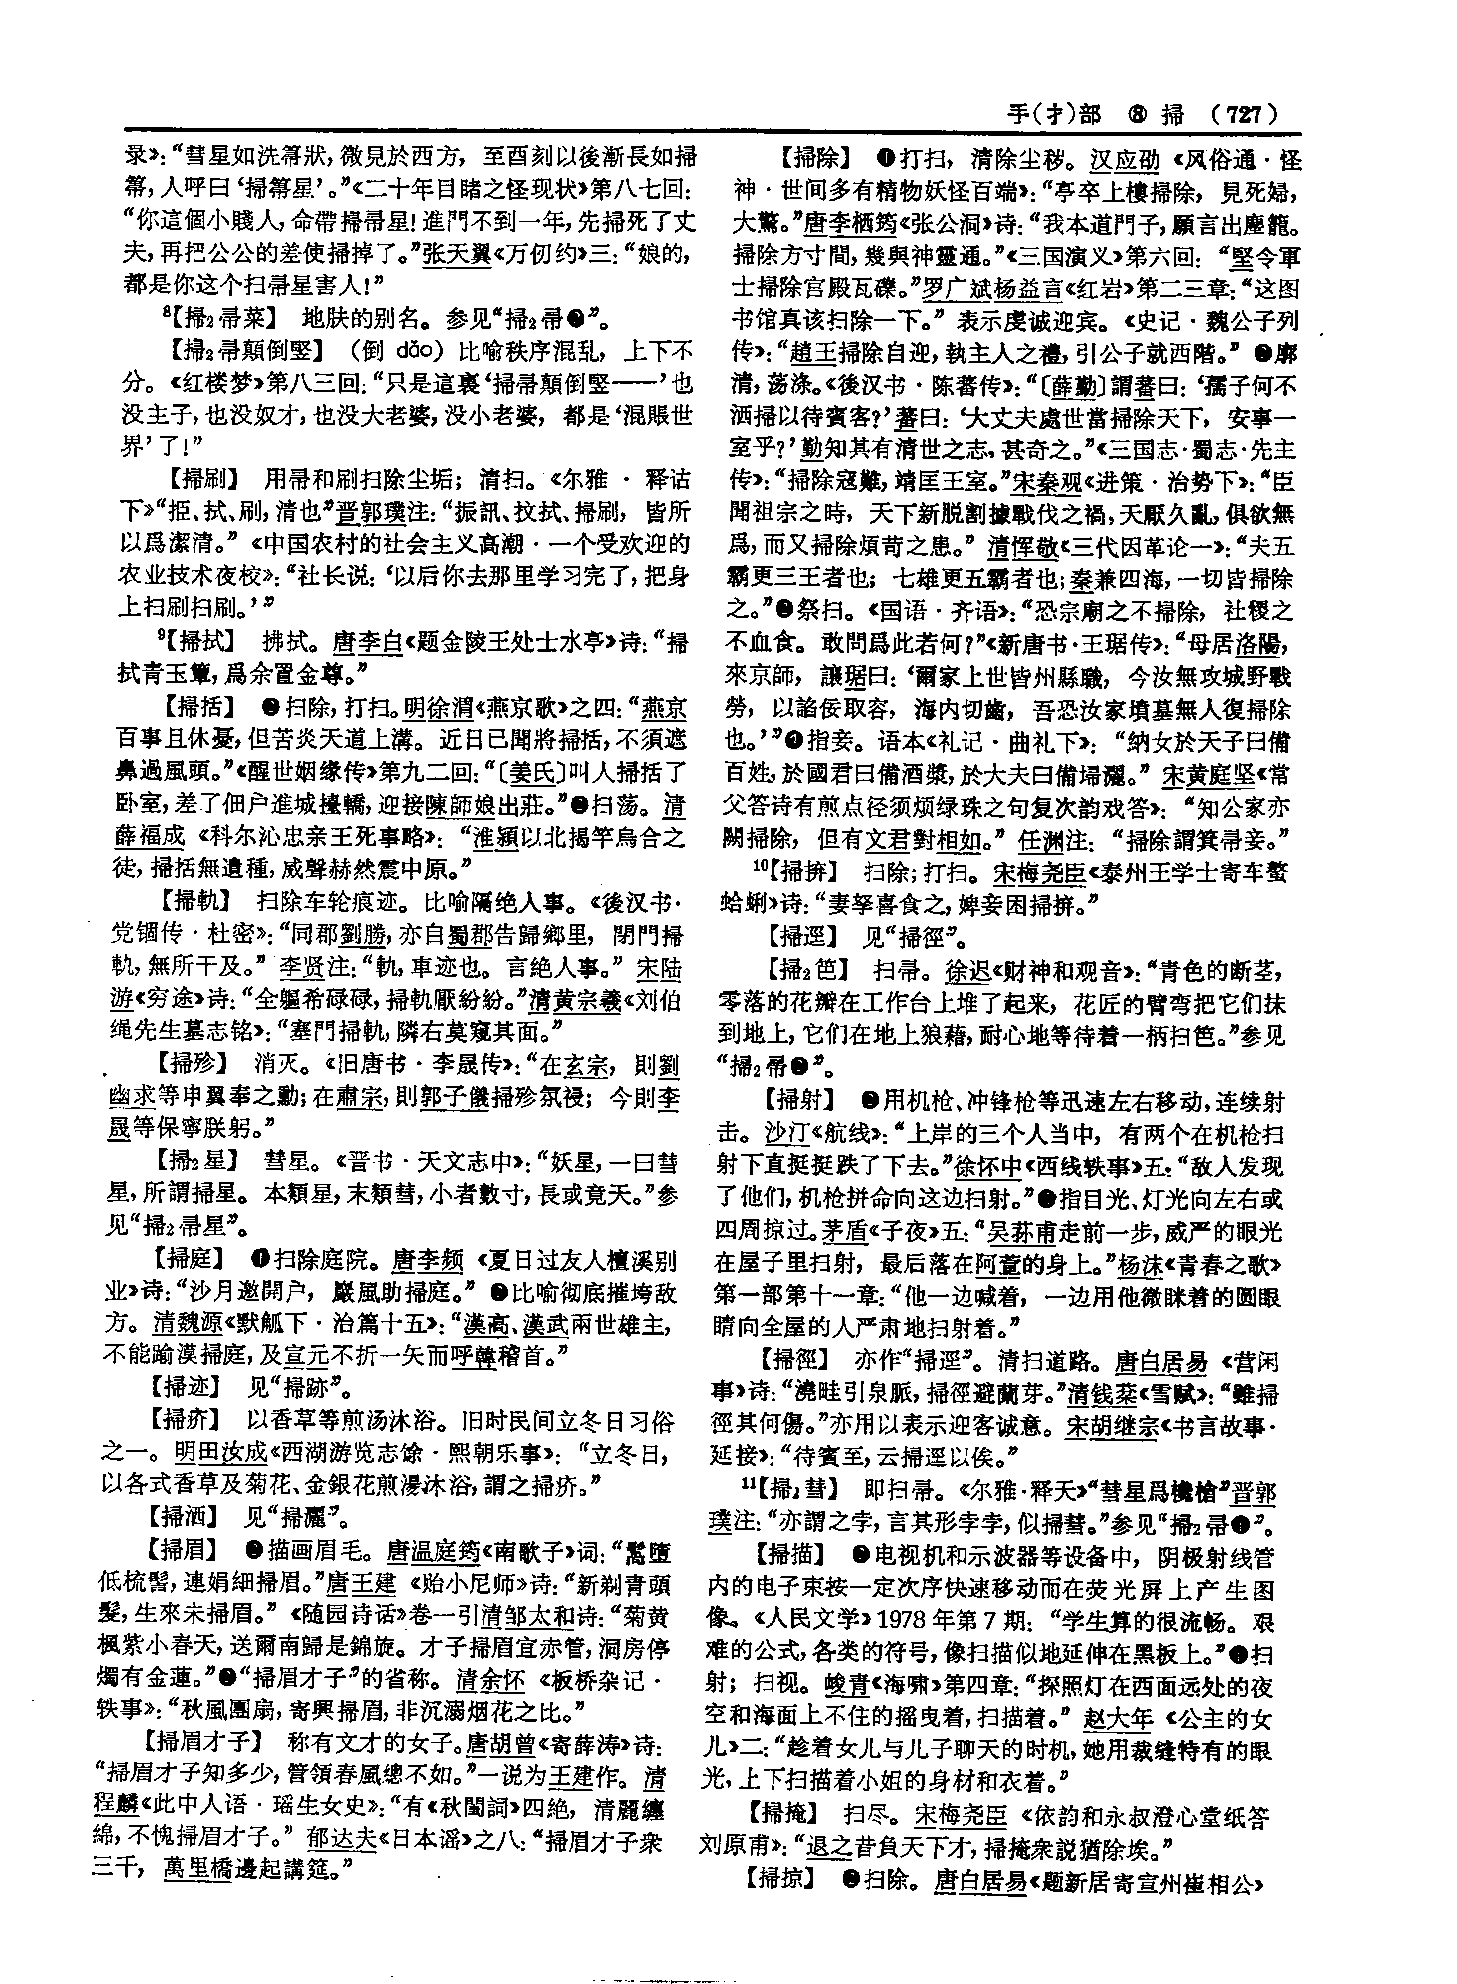 手(扌)部 ⑧ 掃 (727)
录》：“彗星如洗箒狀，微見於西方，至酉刻以後漸長如掃
箒，人呼曰‘掃箒星’。”《二十年目睹之怪现状》第八七回：
“你這個小賤人，命帶掃帚星！進門不到一年，先掃死了丈
夫，再把公公的差使掃掉了。”张天翼《万仞约》三：“娘的，
都是你这个扫帚星害人！”
8【掃2帚菜】 地肤的别名。参见“掃2帚❷”。
【掃2帚顛倒竪】（倒 dǎo）比喻秩序混乱，上下不
分。《红楼梦》第八三回：“只是這裏‘掃帚顛倒竪——’也
没主子，也没奴才，也没大老婆，没小老婆，都是‘混賬世
界’了！”
【掃刷】 用帚和刷扫除尘垢；清扫。《尔雅·释诂
下》“拒、拭、刷，清也”晋郭璞注：“振訊、抆拭、掃刷，皆所
以爲潔清。”《中国农村的社会主义高潮·一个受欢迎的
农业技术夜校》：“社长说：‘以后你去那里学习完了，把身
上扫刷扫刷。’”
9【掃拭】 拂拭。唐李白《题金陵王处士水亭》诗：“掃
拭青玉簟，爲余置金尊。”
【掃括】 ❶扫除，打扫。明徐渭《燕京歌》之四：“燕京
百事且休憂，但苦炎天道上溝。近日已聞將掃括，不須遮
鼻過風頭。”《醒世姻缘传》第九二回：“〔姜氏〕叫人掃括了
卧室，差了佃户進城擡轎，迎接陳師娘出莊。”❷扫荡。清
薛福成《科尔沁忠亲王死事略》：“淮潁以北揭竿烏合之
徒，掃括無遺種，威聲赫然震中原。”
【掃軌】 扫除车轮痕迹。比喻隔绝人事。《後汉书·
党锢传·杜密》：“同郡劉勝，亦自蜀郡告歸鄉里，閉門掃
軌，無所干及。”李贤注：“軌，車迹也。言絶人事。”宋陆
游《穷途》诗：“全軀希碌碌，掃軌厭紛紛。”清黄宗羲《刘伯
绳先生墓志铭》：“塞門掃軌，隣右莫窺其面。”
【掃殄】 消灭。《旧唐书·李晟传》：“在玄宗，則劉
幽求等申翼奉之勳；在肅宗，則郭子儀掃殄氛祲；今則李
晟等保寧朕躬。”
【掃2星】 彗星。《晋书·天文志中》：“妖星，一曰彗
星，所謂掃星。本類星，末類彗，小者數寸，長或竟天。”参
见“掃2帚星”。
【掃庭】 ❶扫除庭院。唐李频《夏日过友人檀溪别
业》诗：“沙月邀開户，巖風助掃庭。”❷比喻彻底摧垮敌
方。清魏源《默觚下·治篇十五》：“漢高、漢武兩世雄主，
不能踰漠掃庭，及宣元不折一矢而呼韓稽首。”
【掃迹】 见“掃跡”。
【掃疥】 以香草等煎汤沐浴。旧时民间立冬日习俗
之一。明田汝成《西湖游览志馀·熙朝乐事》：“立冬日，
以各式香草及菊花、金銀花煎湯沐浴，謂之掃疥。”
【掃洒】 见“掃灑”。
【掃眉】 ❶描画眉毛。唐温庭筠《南歌子》词：“鬢墮
低梳髻，連娟細掃眉。”唐王建《贻小尼师》诗：“新剃青頭
髮，生來未掃眉。”《随园诗话》卷一引清邹太和诗：“菊黄
楓紫小春天，送爾南歸是錦旋。才子掃眉宜赤管，洞房停
燭有金蓮。”❷“掃眉才子”的省称。清余怀《板桥杂记·
轶事》：“秋風團扇，寄興掃眉，非沉溺烟花之比。”
【掃眉才子】 称有文才的女子。唐胡曾《寄薛涛》诗：
“掃眉才子知多少，管領春風總不如。”一说为王建作。清
程麟《此中人语·瑶生女史》：“有《秋閨詞》四絶，清麗纏
綿，不愧掃眉才子。”郁达夫《日本谣》之八：“掃眉才子衆
三千，萬里橋邊起講筵。”
【掃除】 ❶打扫，清除尘秽。汉应劭《风俗通·怪
神·世间多有精物妖怪百端》：“亭卒上樓掃除，見死婦，
大驚。”唐李栖筠《张公洞》诗：“我本道門子，願言出塵籠。
掃除方寸間，幾與神靈通。”《三国演义》第六回：“堅令軍
士掃除宫殿瓦礫。”罗广斌杨益言《红岩》第二三章：“这图
书馆真该扫除一下。”表示虔诚迎宾。《史记·魏公子列
传》：“趙王掃除自迎，執主人之禮，引公子就西階。”❷廓
清，荡涤。《後汉书·陈蕃传》：“〔薛勤〕謂蕃曰：‘孺子何不
洒掃以待賓客？’蕃曰：‘大丈夫處世當掃除天下，安事一
室乎？’勤知其有清世之志，甚奇之。”《三国志·蜀志·先主
传》：“掃除寇難，靖匡王室。”宋秦观《进策·治势下》：“臣
聞祖宗之時，天下新脱割據戰伐之禍，天厭久亂，俱欲無
爲，而又掃除煩苛之患。”清恽敬《三代因革论一》：“夫五
霸更三王者也；七雄更五霸者也；秦兼四海，一切皆掃除
之。”❸祭扫。《国语·齐语》：“恐宗廟之不掃除，社稷之
不血食。敢問爲此若何？”《新唐书·王琚传》：“母居洛陽，
來京師，讓琚曰：‘爾家上世皆州縣職，今汝無攻城野戰
勞，以諂佞取容，海内切齒，吾恐汝家墳墓無人復掃除
也。’”❹指妾。语本《礼记·曲礼下》：“納女於天子曰備
百姓，於國君曰備酒漿，於大夫曰備埽灑。”宋黄庭坚《常
父答诗有煎点径须烦绿珠之句复次韵戏答》：“知公家亦
闕掃除，但有文君對相如。”任渊注：“掃除謂箕帚妾。”
10【掃拚】 扫除；打扫。宋梅尧臣《泰州王学士寄车螯
蛤蜊》诗：“妻孥喜食之，婢妾困掃拚。”
【掃逕】 见“掃徑”。
【掃2笆】 扫帚。徐迟《财神和观音》：“青色的断茎，
零落的花瓣在工作台上堆了起来，花匠的臂弯把它们抹
到地上，它们在地上狼藉，耐心地等待着一柄扫笆。”参见
“掃2帚❶”。
【掃射】 ❶用机枪、冲锋枪等迅速左右移动，连续射
击。沙汀《航线》：“上岸的三个人当中，有两个在机枪扫
射下直挺挺跌了下去。”徐怀中《西线轶事》五：“敌人发现
了他们，机枪拼命向这边扫射。”❷指目光、灯光向左右或
四周掠过。茅盾《子夜》五：“吴荪甫走前一步，威严的眼光
在屋子里扫射，最后落在阿萱的身上。”杨沫《青春之歌》
第一部第十一章：“他一边喊着，一边用他微眯着的圆眼
睛向全屋的人严肃地扫射着。”
【掃徑】 亦作“掃逕”。清扫道路。唐白居易《营闲
事》诗：“澆畦引泉脈，掃徑避蘭芽。”清钱棻《雪賦》：“雖掃
徑其何傷。”亦用以表示迎客诚意。宋胡继宗《书言故事·
延接》：“待賓至，云掃逕以俟。”
11【掃2彗】 即扫帚。《尔雅·释天》“彗星爲欃槍”晋郭
璞注：“亦謂之孛，言其形孛孛，似掃彗。”参见“掃2帚❶”。
【掃描】 ❶电视机和示波器等设备中，阴极射线管
内的电子束按一定次序快速移动而在荧光屏上产生图
像。《人民文学》1978年第7期：“学生算的很流畅。艰
难的公式，各类的符号，像扫描似地延伸在黑板上。”❷扫
射；扫视。峻青《海啸》第四章：“探照灯在西面远处的夜
空和海面上不住的摇曳着，扫描着。”赵大年《公主的女
儿》二：“趁着女儿与儿子聊天的时机，她用裁缝特有的眼
光，上下扫描着小妞的身材和衣着。”
【掃掩】 扫尽。宋梅尧臣《依韵和永叔澄心堂纸答
刘原甫》：“退之昔負天下才，掃掩衆説猶除埃。”
【掃掠】 ❶扫除。唐白居易《题新居寄宣州崔相公》